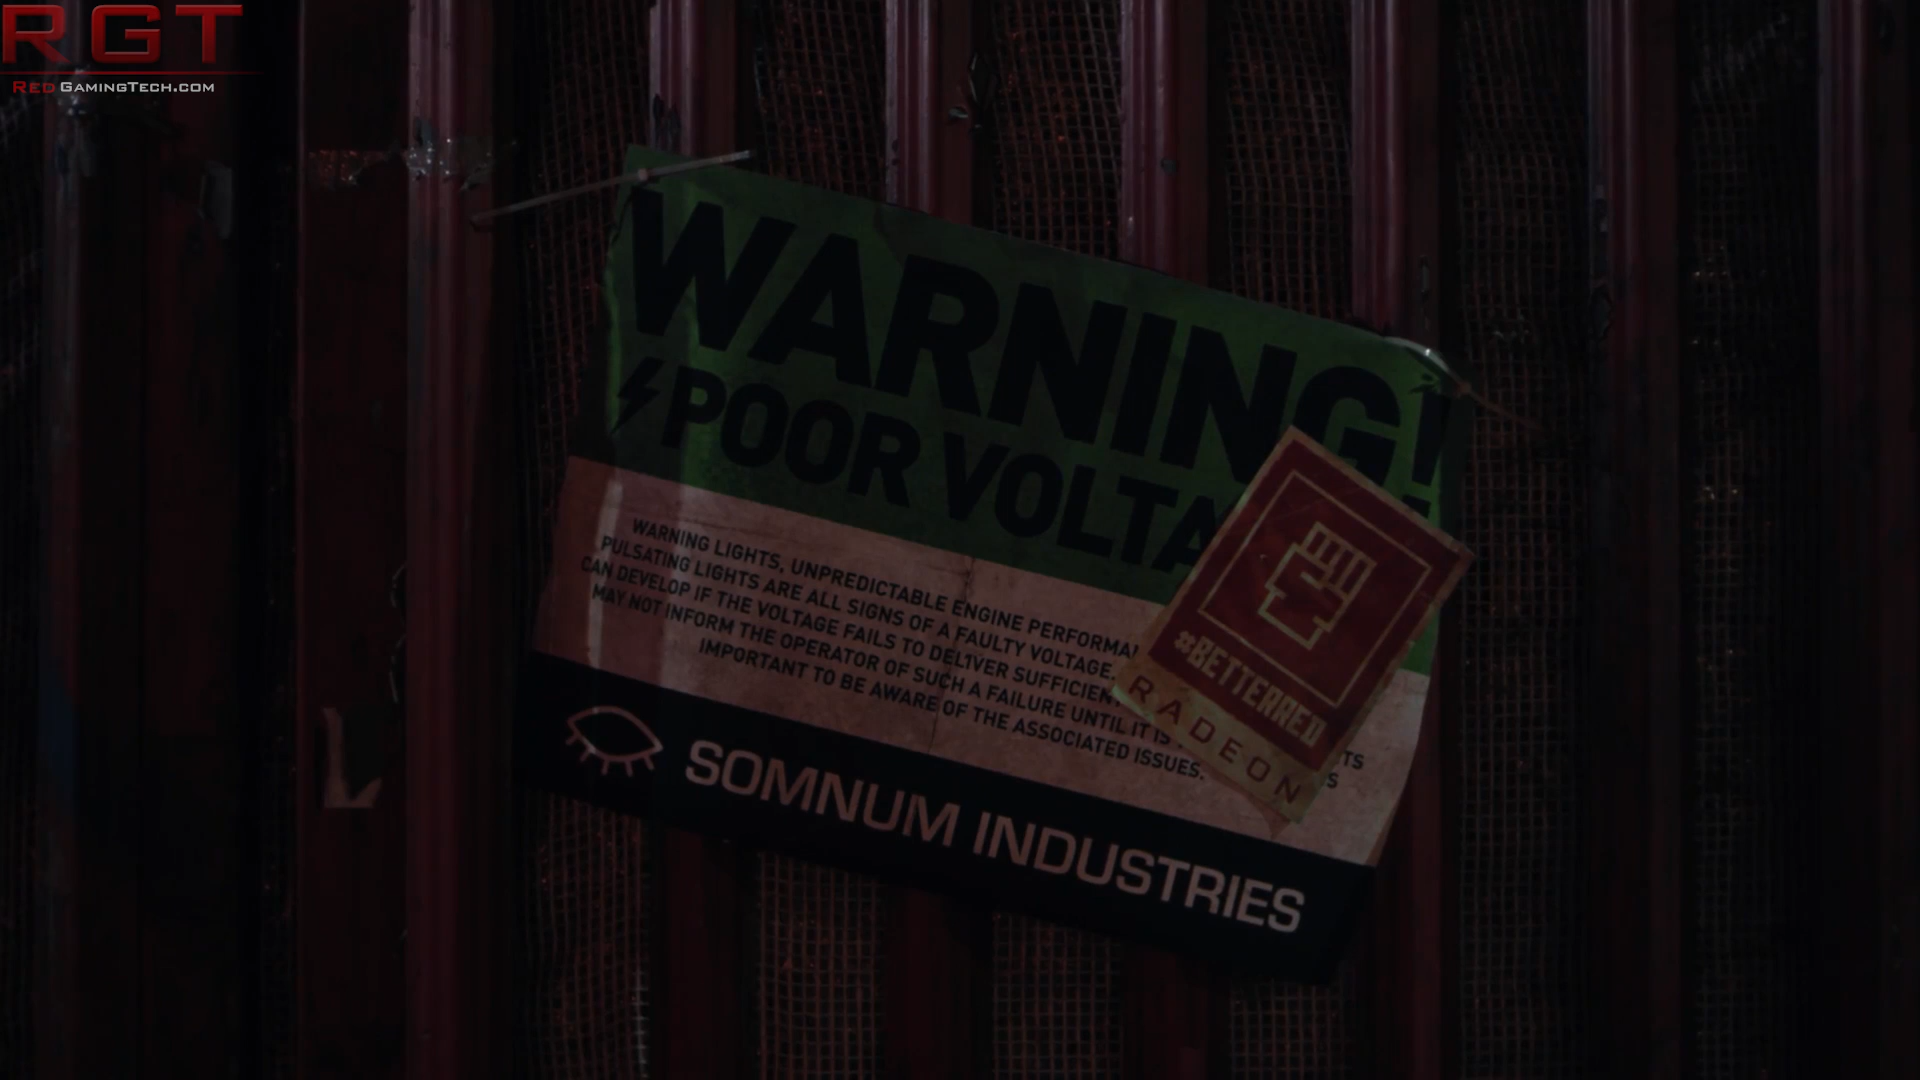 RGT
REDGAMINGTECH.COM
WARNING!
POOR VOLTA
WARNING LIGHTS, UNPREDICTABLE ENGINE PERFORMA
PULSATING LIGHTS ARE ALL SIGNS OF A FAULTY VOLTAGE.
CAN DEVELOP IF THE VOLTAGE FAILS TO DEL1VER SUFFICIEN
MAY NOT INFORM THE OPERATOR OF SUCH A FAILURE UNTIL IT IS
IMPORTANT TO BE AWARE OF THE ASSOCIATED ISSUES.
TS
S
#BETTERRED
RADEON
SOMNUM INDUSTRIES